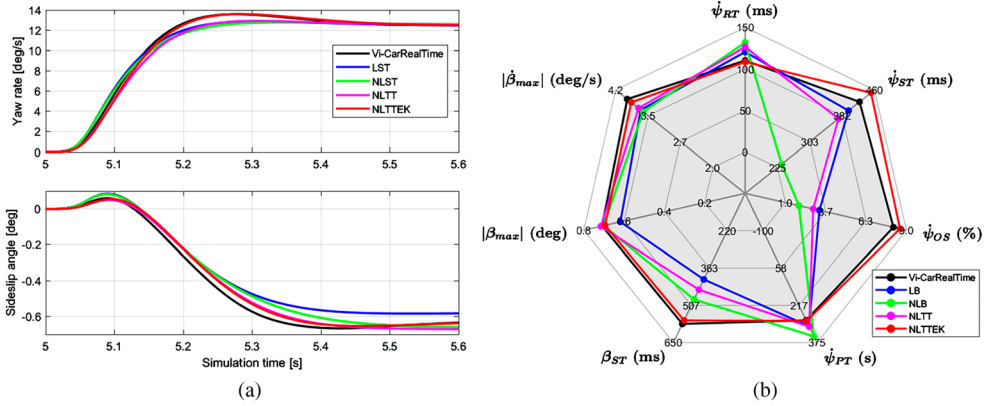 14
12
10
8
6
4
2
0
Yaw rate [deg/s]
Vi-CarRealTime
LST
NLST
NLTT
NLTTEK
5
5.1
5.2
5.3
5.4
5.5
5.6
0
-0.2
-0.4
-0.6
Sideslip angle [deg]
5
5.1
5.2
5.3
5.4
5.5
5.6
Simulation time [s]
(a)
ψ̇RT (ms)
150
100
50
0
|β̇max| (deg/s)
4.2
3.5
2.7
2.0
ψ̇ST (ms)
460
382
303
225
|βmax| (deg)
0.8
0.4
0.2
ψ̇OS (%)
9.0
6.3
3.7
1.0
βST (ms)
650
507
363
220
ψ̇PT (s)
375
217
58
-100
Vi-CarRealTime
LB
NLB
NLTT
NLTTEK
(b)